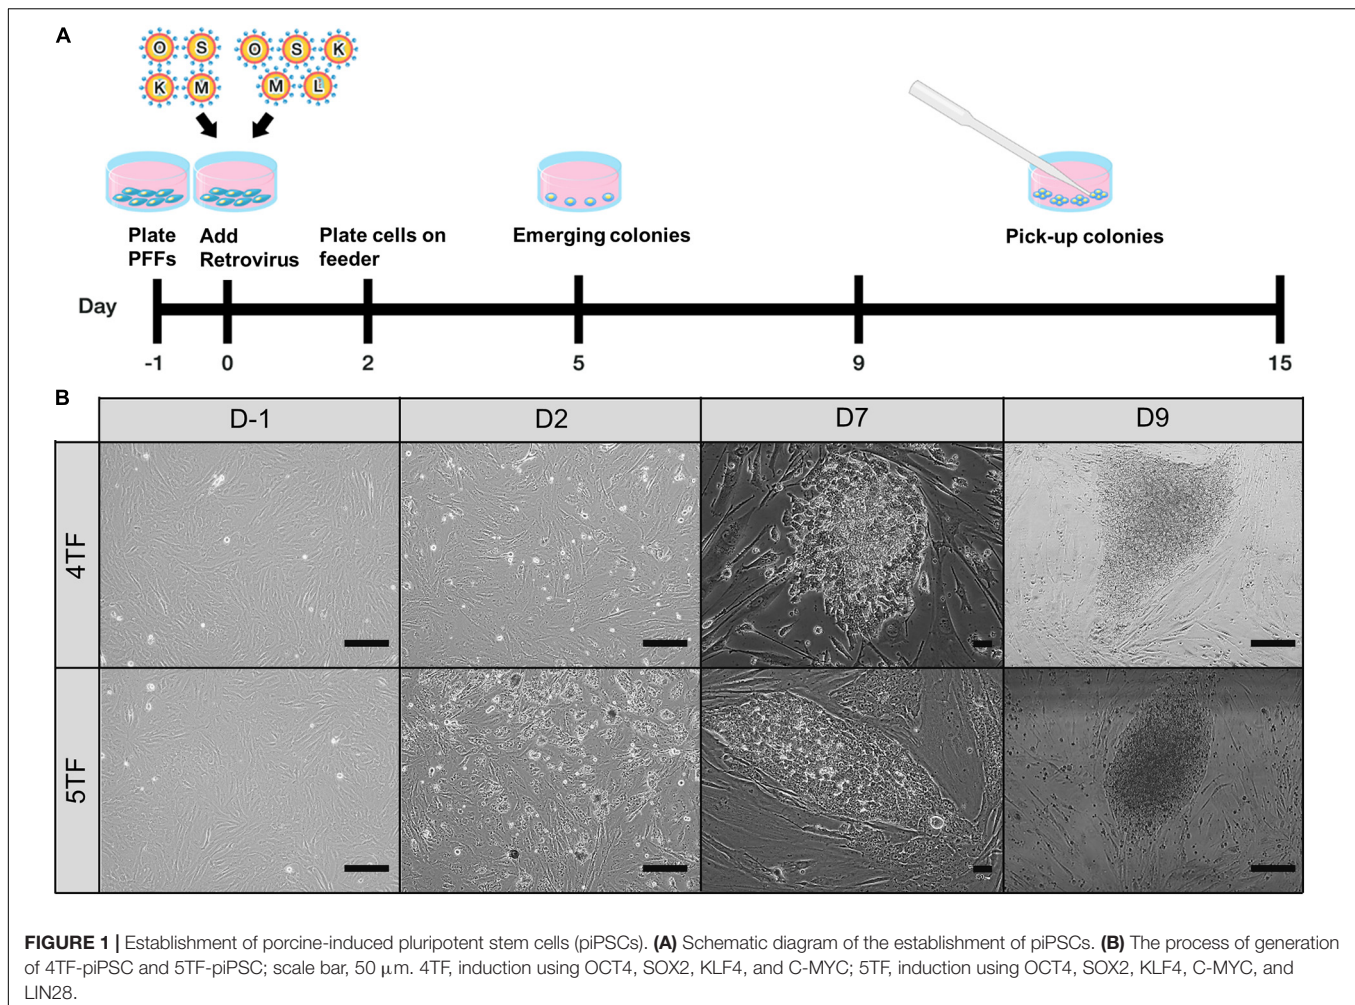 A
O S O S K
K M M L
Plate Add Plate cells on Emerging colonies Pick-up colonies
PFFs Retrovirus feeder
Day
-1 0 2 5 9 15
B
D-1 D2 D7 D9
4TF
5TF
FIGURE 1 | Establishment of porcine-induced pluripotent stem cells (piPSCs). (A) Schematic diagram of the establishment of piPSCs. (B) The process of generation
of 4TF-piPSC and 5TF-piPSC; scale bar, 50 μm. 4TF, induction using OCT4, SOX2, KLF4, and C-MYC; 5TF, induction using OCT4, SOX2, KLF4, C-MYC, and
LIN28.